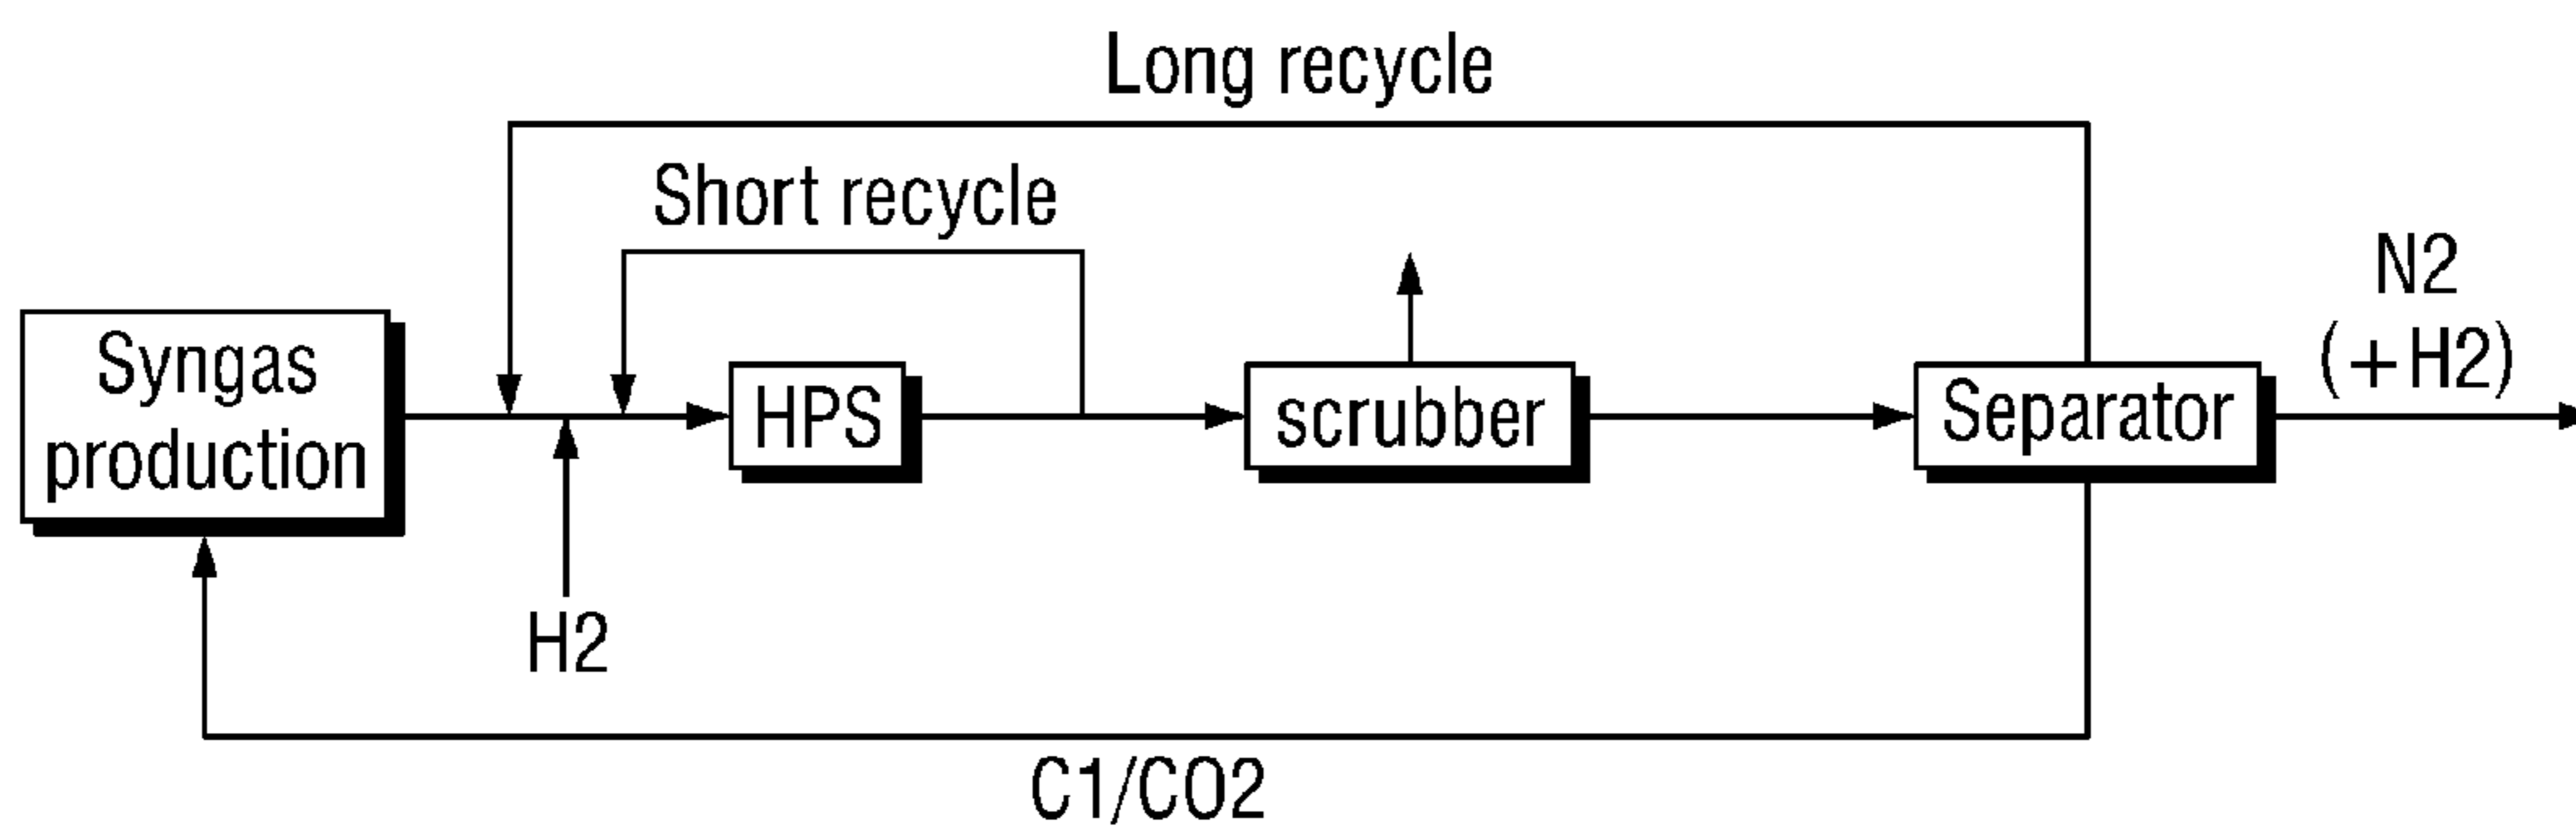 Long recycle
Short recycle
Syngas
production
HPS
scrubber
Separator
N2
(+H2)
H2
C1/CO2